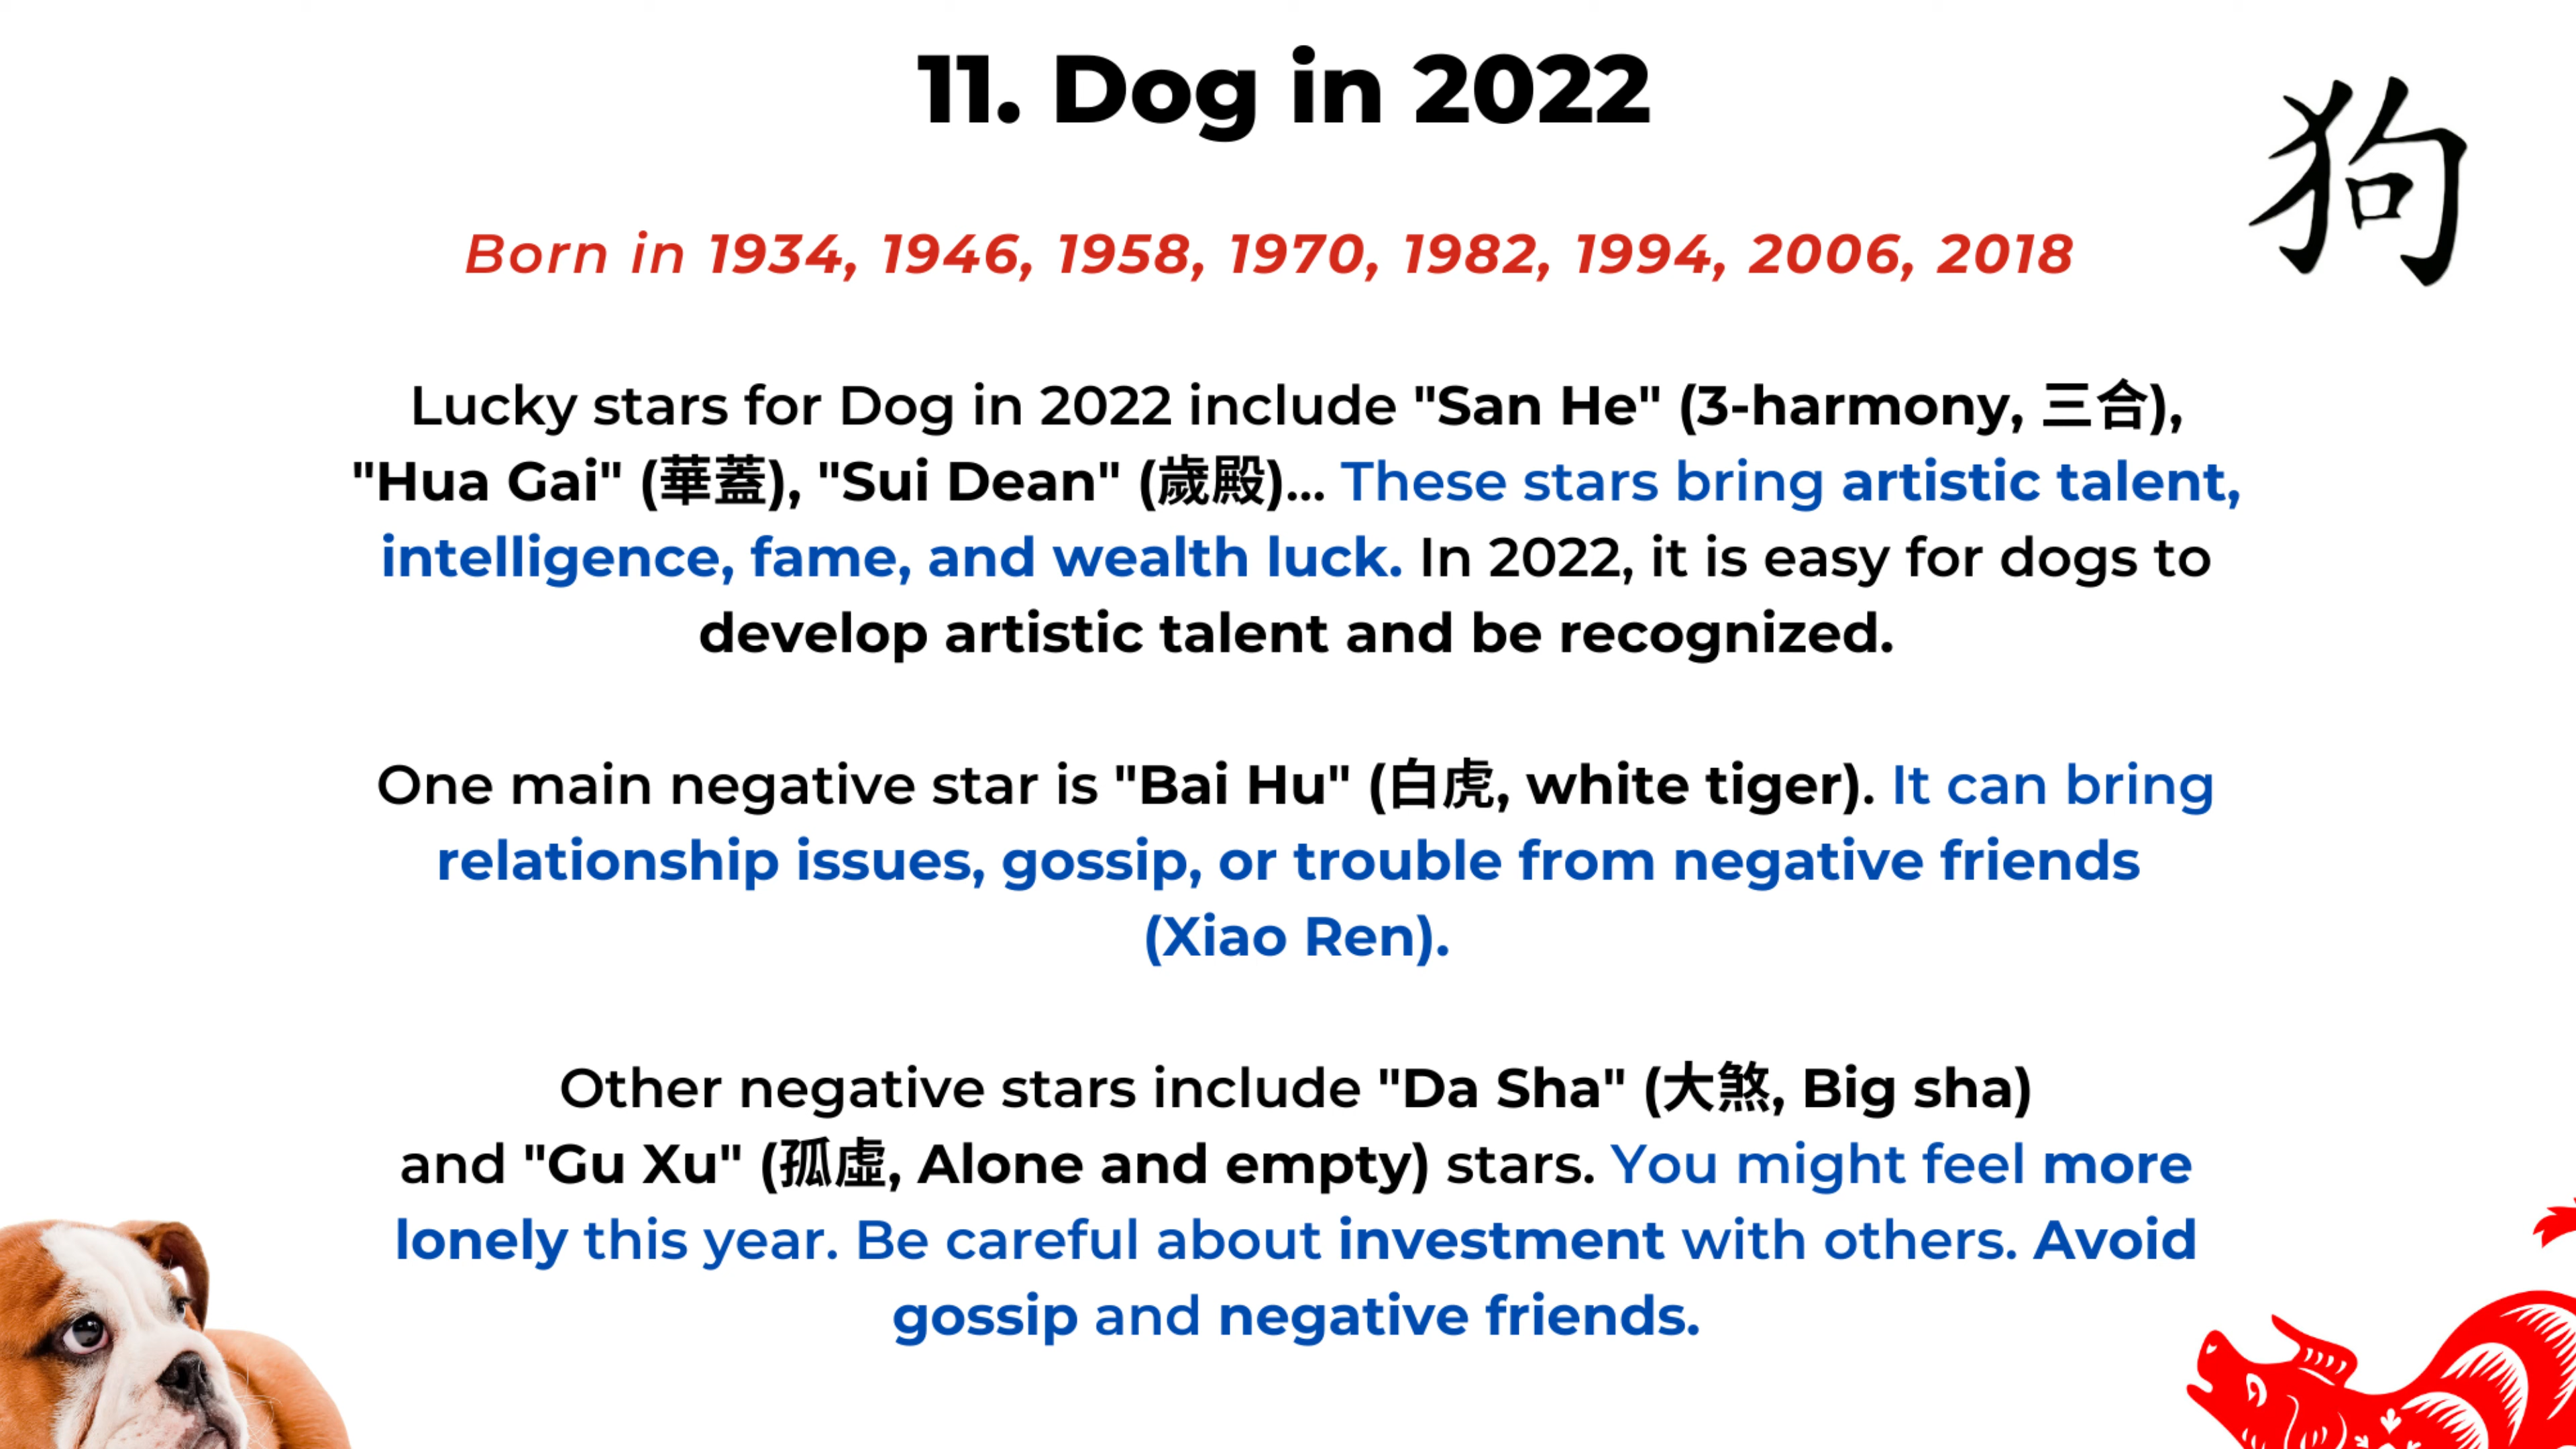 11. Dog in 2022
狗
Born in 1934, 1946, 1958, 1970, 1982, 1994, 2006, 2018
Lucky stars for Dog in 2022 include "San He" (3-harmony, 三合),
"Hua Gai" (華蓋), "Sui Dean" (歲殿)... These stars bring artistic talent,
intelligence, fame, and wealth luck. In 2022, it is easy for dogs to
develop artistic talent and be recognized.
One main negative star is "Bai Hu" (白虎, white tiger). It can bring
relationship issues, gossip, or trouble from negative friends
(Xiao Ren).
Other negative stars include "Da Sha" (大煞, Big sha)
and "Gu Xu" (孤虛, Alone and empty) stars. You might feel more
lonely this year. Be careful about investment with others. Avoid
gossip and negative friends.